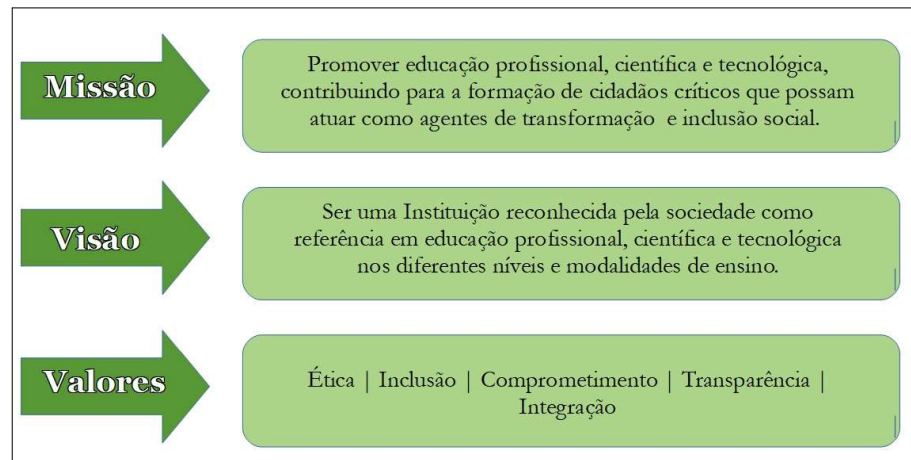 Missão
Promover educação profissional, científica e tecnológica,
contribuindo para a formação de cidadãos críticos que possam
atuar como agentes de transformação e inclusão social.
Visão
Ser uma Instituição reconhecida pela sociedade como
referência em educação profissional, científica e tecnológica
nos diferentes níveis e modalidades de ensino.
Valores
Ética | Inclusão | Comprometimento | Transparência |
Integração